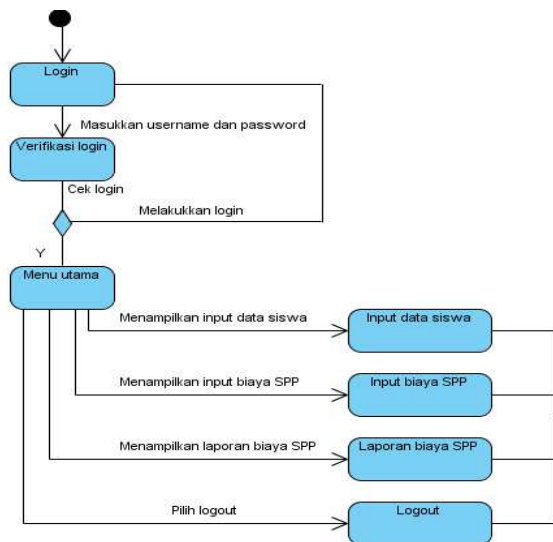 Login
Masukkan username dan password
Verifikasi login
Cek login
Melakukkan login
Y
Menu utama
Menampilkan input data siswa
Input data siswa
Menampilkan input biaya SPP
Input biaya SPP
Menampilkan laporan biaya SPP
Laporan biaya SPP
Pilih logout
Logout